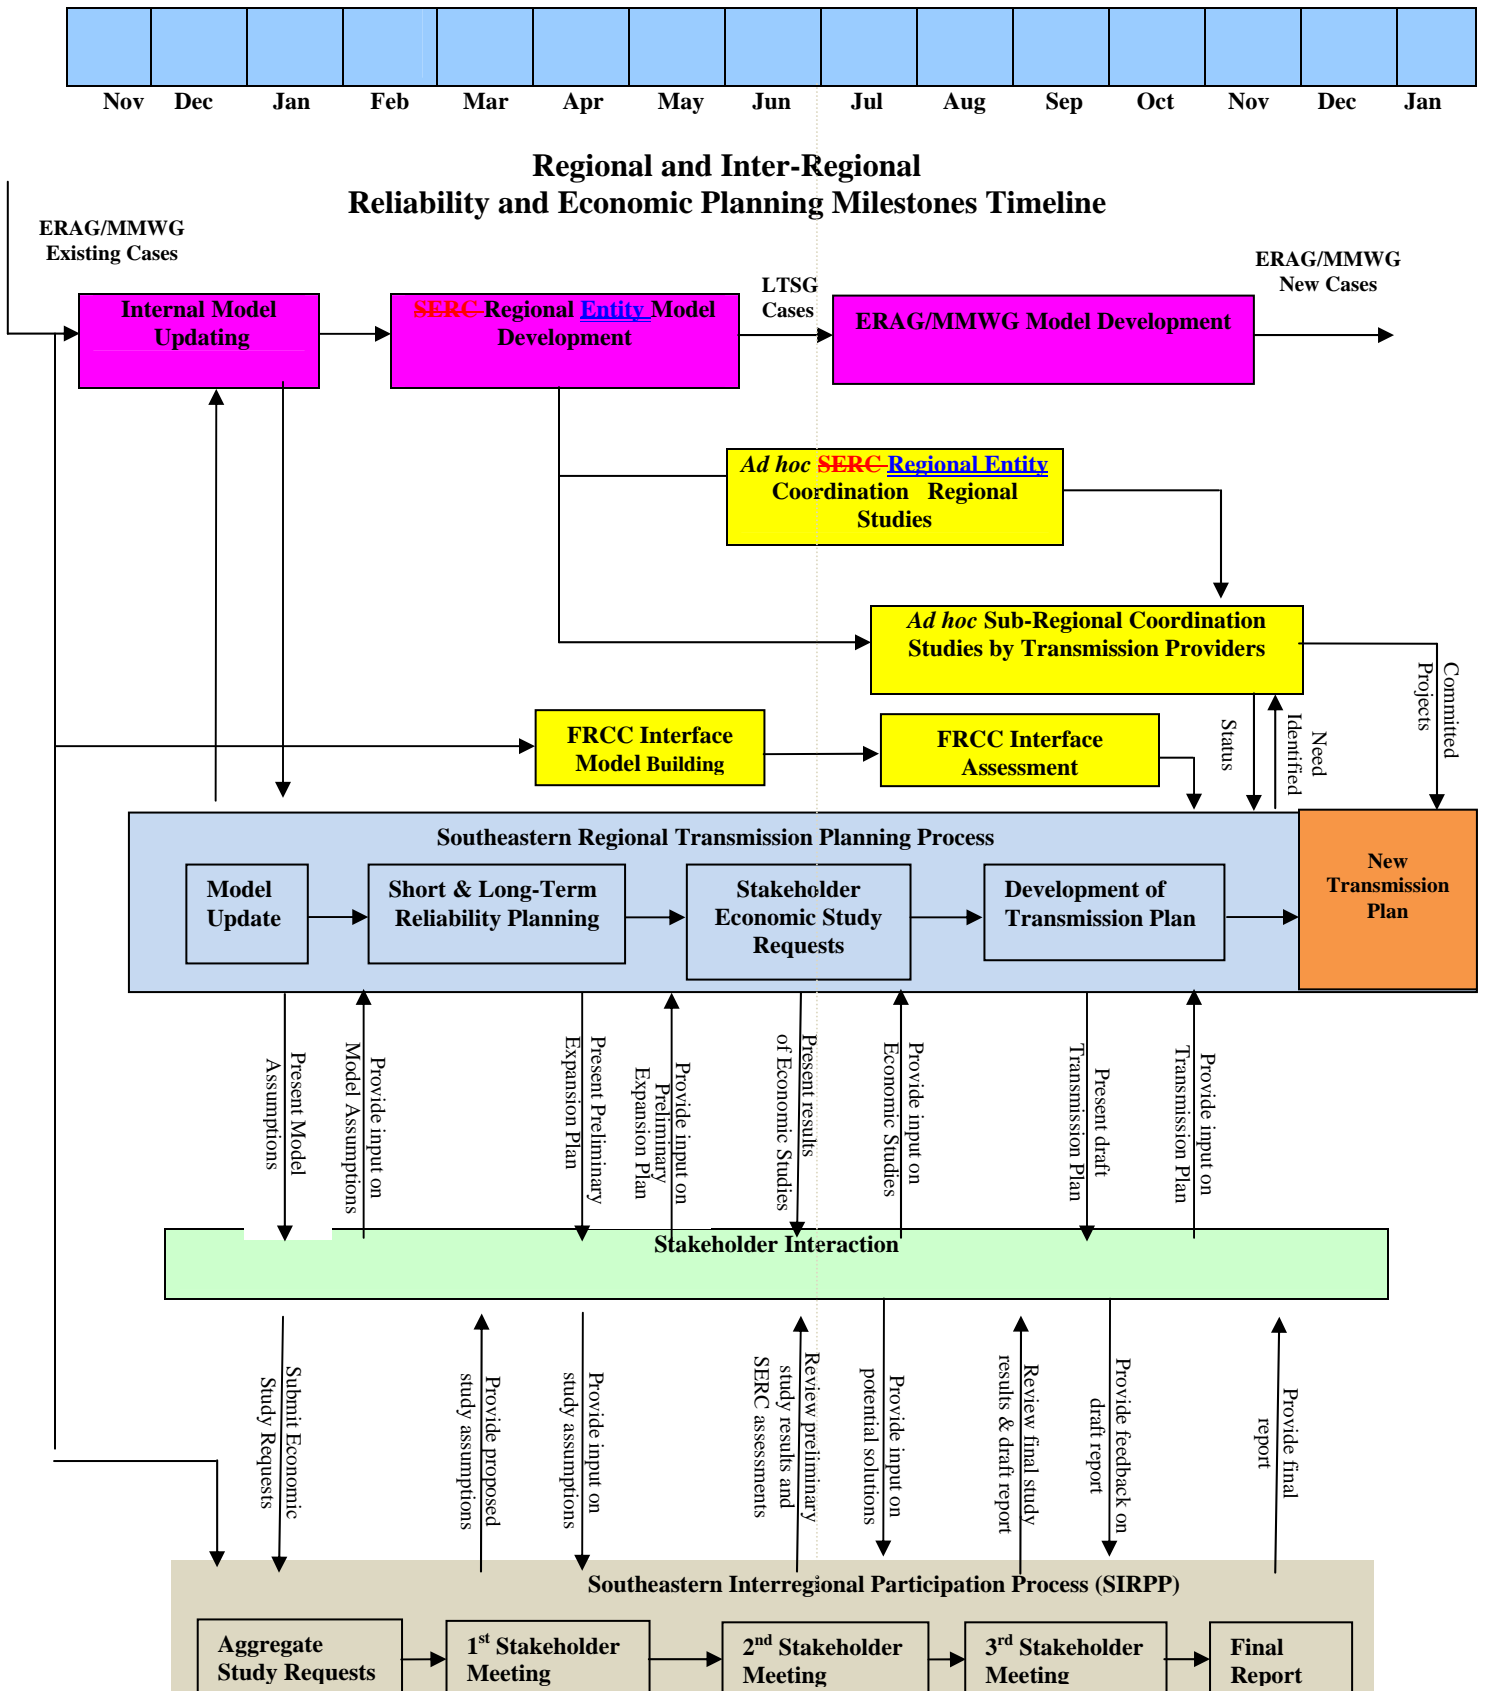 Nov Dec Jan Feb Mar Apr May Jun Jul Aug Sep Oct Nov Dec Jan
Regional and Inter-Regional
Reliability and Economic Planning Milestones Timeline
ERAG/MMWG
Existing Cases
Internal Model
Updating
SERC Regional Entity Model
Development
LTSG
Cases
ERAG/MMWG Model Development
ERAG/MMWG
New Cases
Ad hoc SERC Regional Entity
Coordination Regional
Studies
Ad hoc Sub-Regional Coordination
Studies by Transmission Providers
FRCC Interface
Model Building
FRCC Interface
Assessment
Status
Need
Identified
Committed
Projects
Southeastern Regional Transmission Planning Process
Model
Update
Short & Long-Term
Reliability Planning
Stakeholder
Economic Study
Requests
Development of
Transmission Plan
New
Transmission
Plan
Present Model
Assumptions
Provide input on
Model Assumptions
Present Preliminary
Expansion Plan
Provide input on
Preliminary
Expansion Plan
Present results
of Economic Studies
Provide input on
Economic Studies
Present draft
Transmission Plan
Provide input on
Transmission Plan
Stakeholder Interaction
Submit Economic
Study Requests
Provide proposed
study assumptions
Provide input on
study assumptions
Review preliminary
study results and
SERC assessments
Provide input on
potential solutions
Review final study
results & draft report
Provide feedback on
draft report
Provide final
report
Southeastern Interregional Participation Process (SIRPP)
Aggregate
Study Requests
1st Stakeholder
Meeting
2nd Stakeholder
Meeting
3rd Stakeholder
Meeting
Final
Report